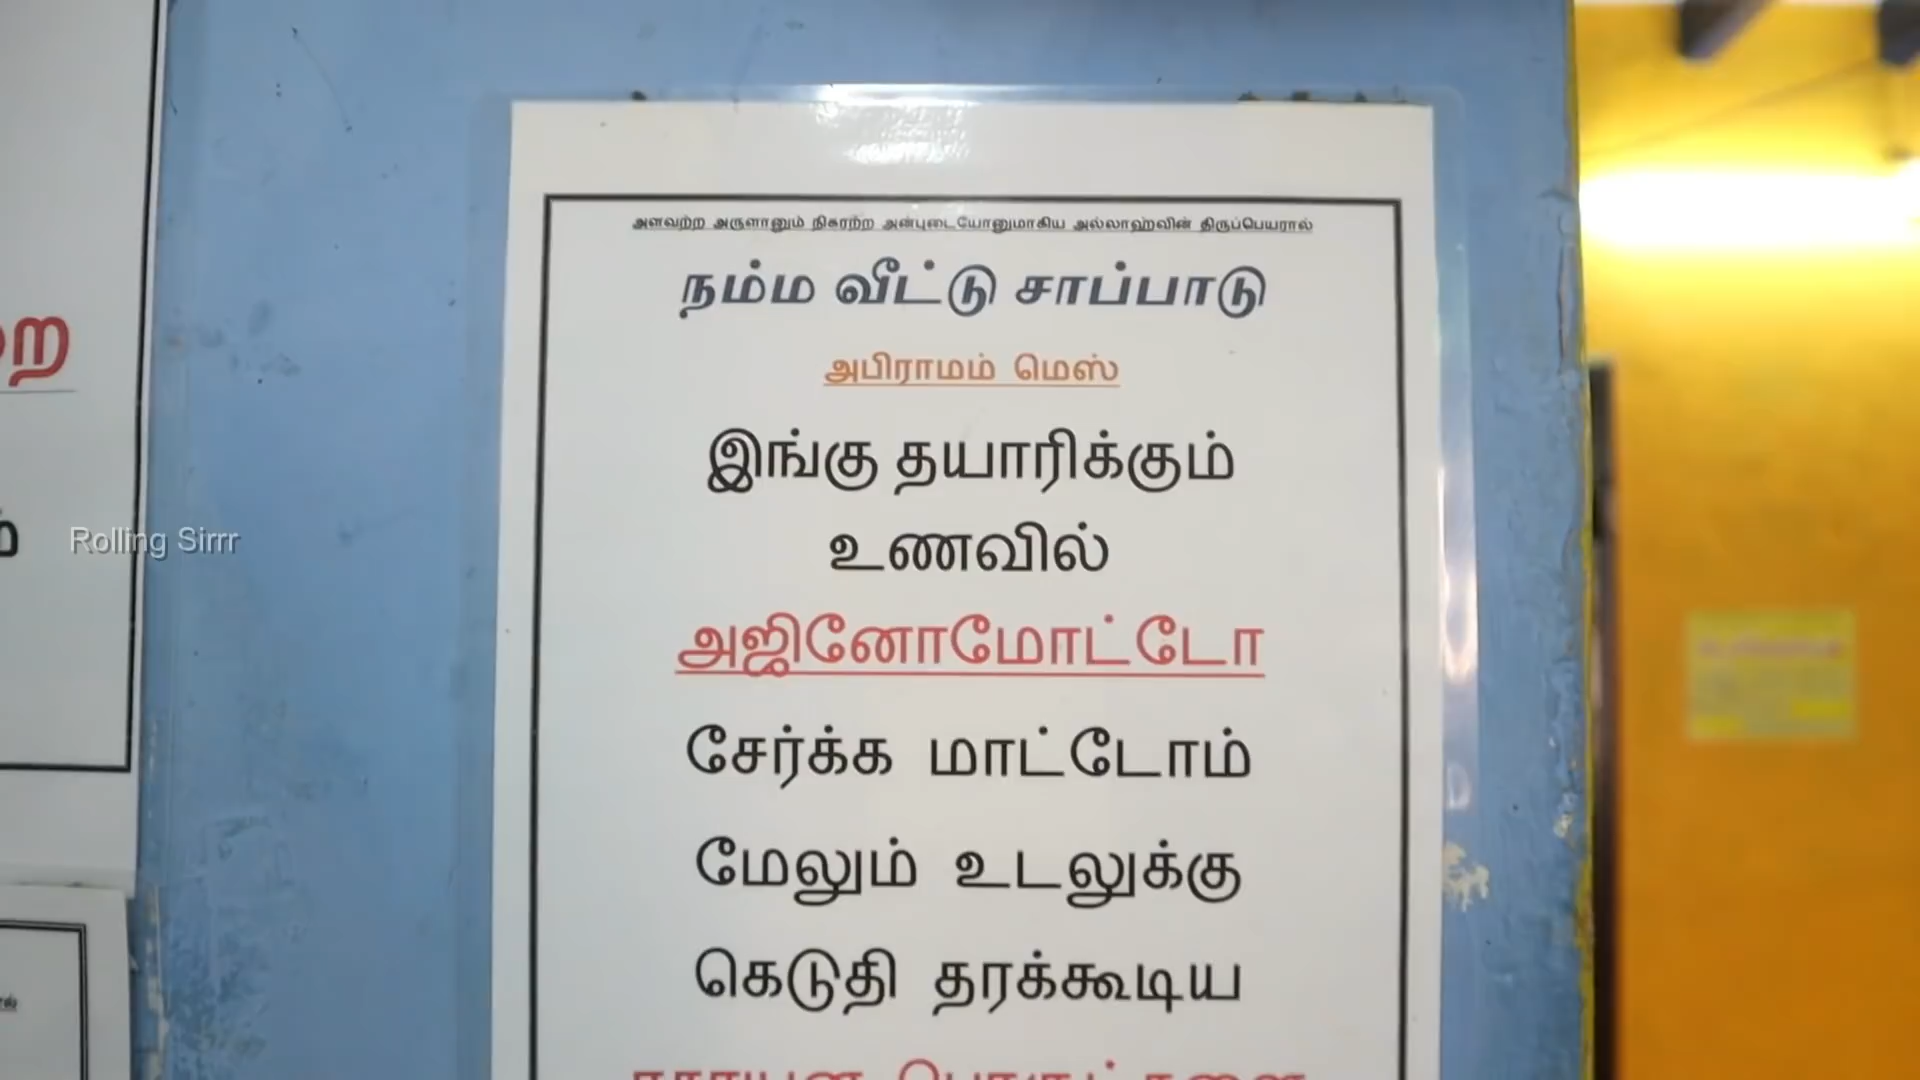 அளவற்ற அருளானும் நிகரற்ற அன்புடையோனுமாகிய அல்லாஹ்வின் திருப்பெயரால்
நம்ம வீட்டு சாப்பாடு
அபிராமம் மெஸ்
இங்கு தயாரிக்கும்
உணவில்
அஜினோமோட்டோ
சேர்க்க மாட்டோம்
மேலும் உடலுக்கு
கெடுதி தரக்கூடிய
Rolling Sirrr